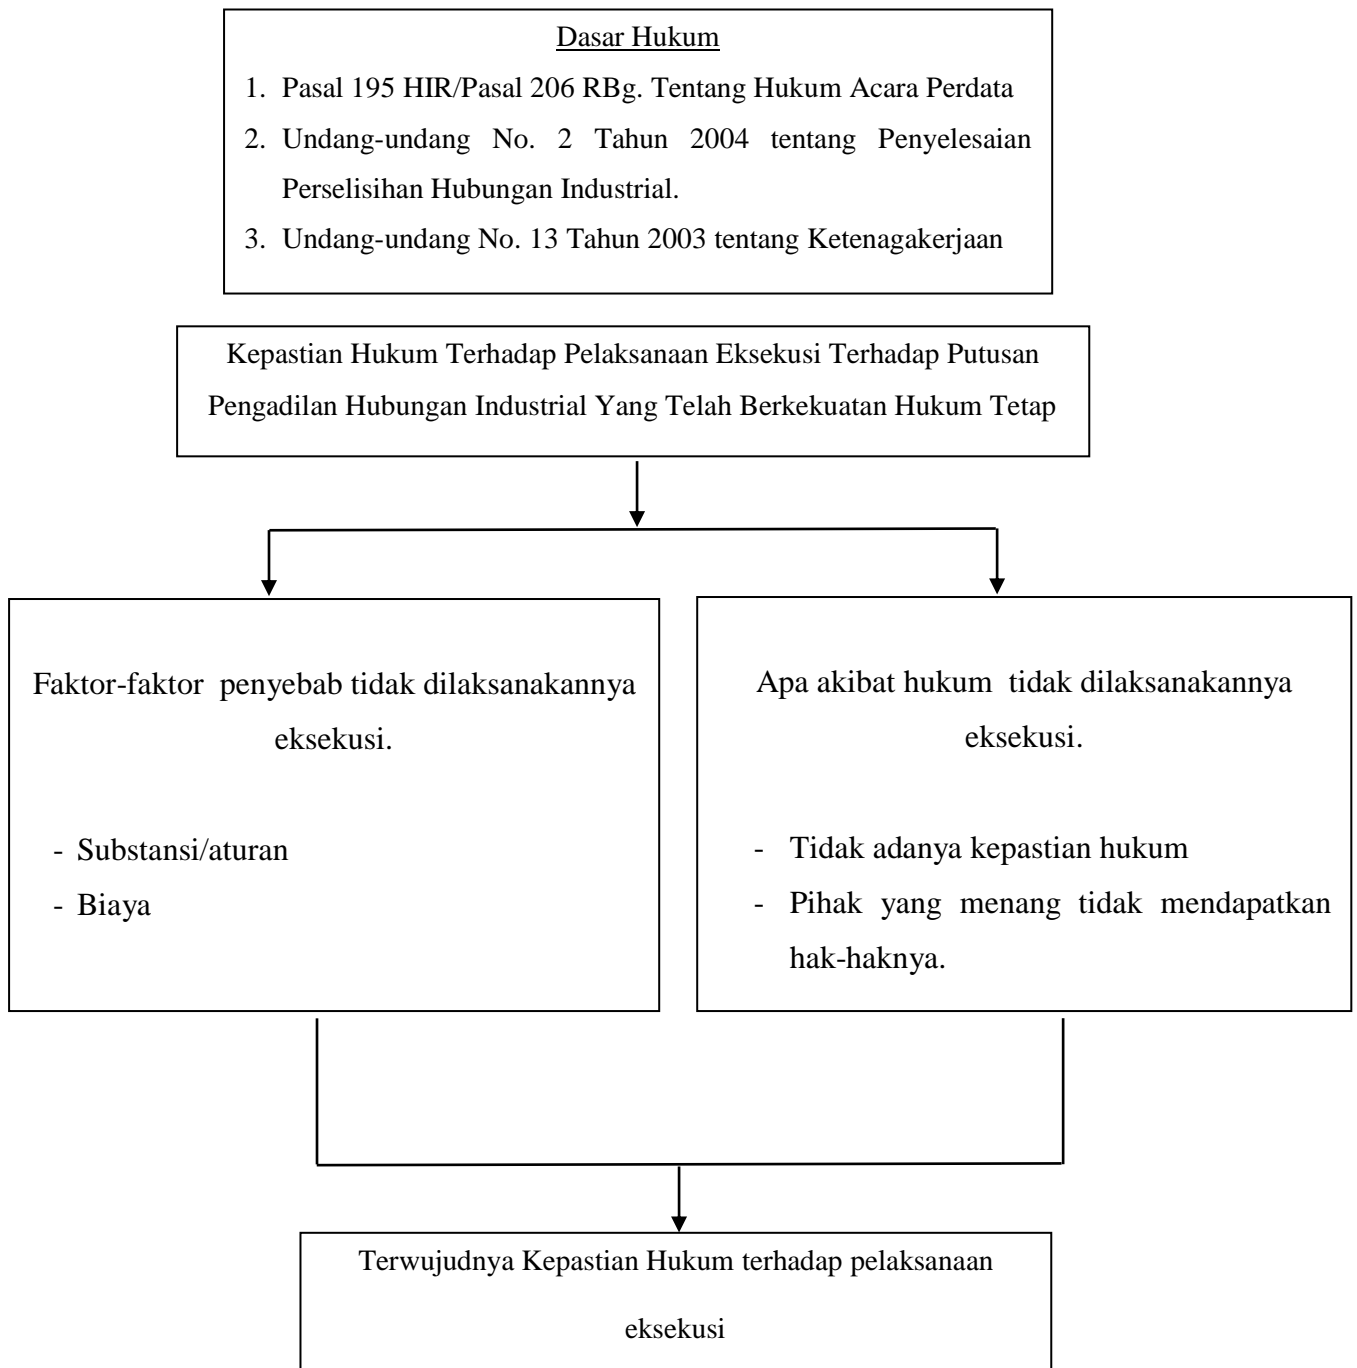 Dasar Hukum
1. Pasal 195 HIR/Pasal 206 RBg. Tentang Hukum Acara Perdata
2. Undang-undang No. 2 Tahun 2004 tentang Penyelesaian
Perselisihan Hubungan Industrial.
3. Undang-undang No. 13 Tahun 2003 tentang Ketenagakerjaan
Kepastian Hukum Terhadap Pelaksanaan Eksekusi Terhadap Putusan
Pengadilan Hubungan Industrial Yang Telah Berkekuatan Hukum Tetap
Faktor-faktor penyebab tidak dilaksanakannya
eksekusi.
- Substansi/aturan
- Biaya
Apa akibat hukum tidak dilaksanakannya
eksekusi.
- Tidak adanya kepastian hukum
- Pihak yang menang tidak mendapatkan
hak-haknya.
Terwujudnya Kepastian Hukum terhadap pelaksanaan
eksekusi